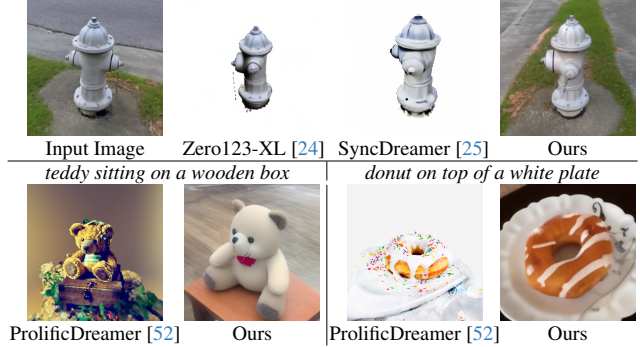 Input Image Zero123-XL [24] SyncDreamer [25] Ours
teddy sitting on a wooden box donut on top of a white plate
ProlificDreamer [52] Ours ProlificDreamer [52] Ours